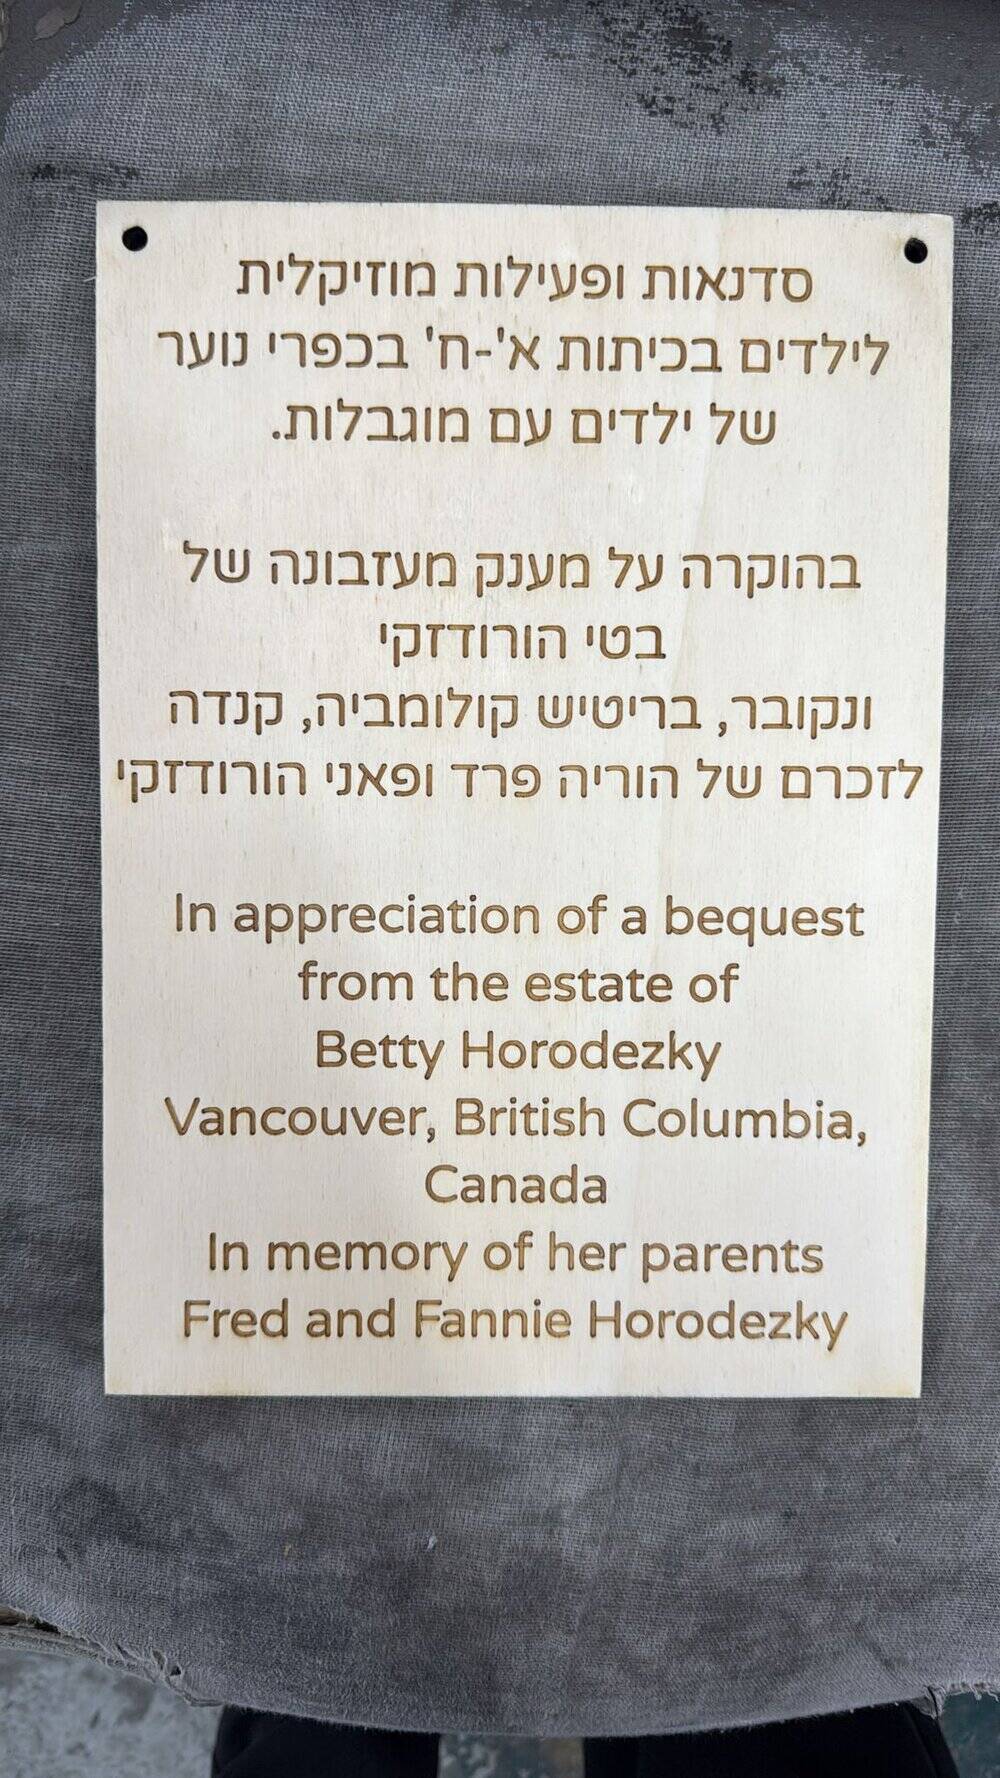 סדנאות ופעילות מוזיקלית
לילדים בכיתות א'-ח' בכפרי נוער
של ילדים עם מוגבלות.
בהוקרה על מענק מעזבונה של
בטי הורודזקי
ונקובר, בריטיש קולומביה, קנדה
לזכרם של הוריה פרד ופאני הורודזקי
In appreciation of a bequest
from the estate of
Betty Horodezky
Vancouver, British Columbia,
Canada
In memory of her parents
Fred and Fannie Horodezky